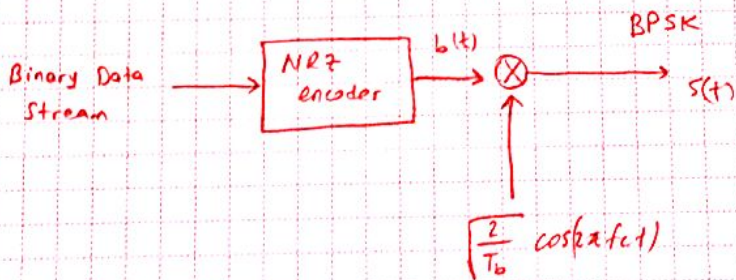 BPSK
Binary Data
Stream
NRZ
encoder
b(t)
s(t)
√2/Tb cos(2πfct)